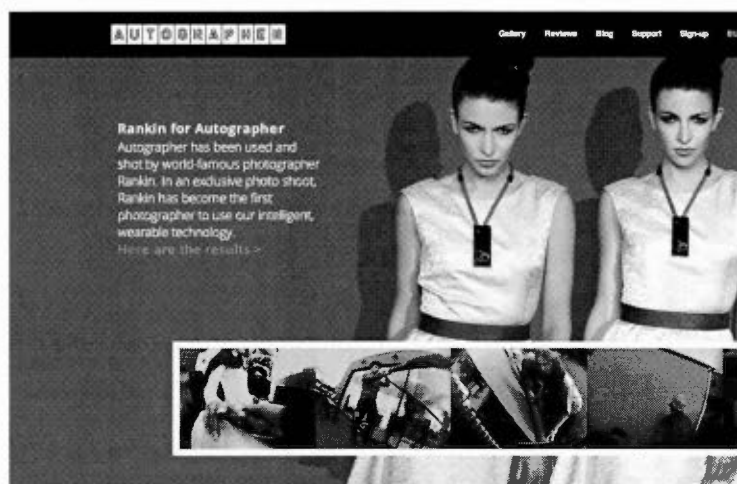 AUTOGRAPHER
Gallery Reviews Blog Support Sign-up
Rankin for Autographer
Autographer has been used and
shot by world-famous photographer
Rankin. In an exclusive photo shoot,
Rankin has become the first
photographer to use our intelligent,
wearable technology.
Here are the results >